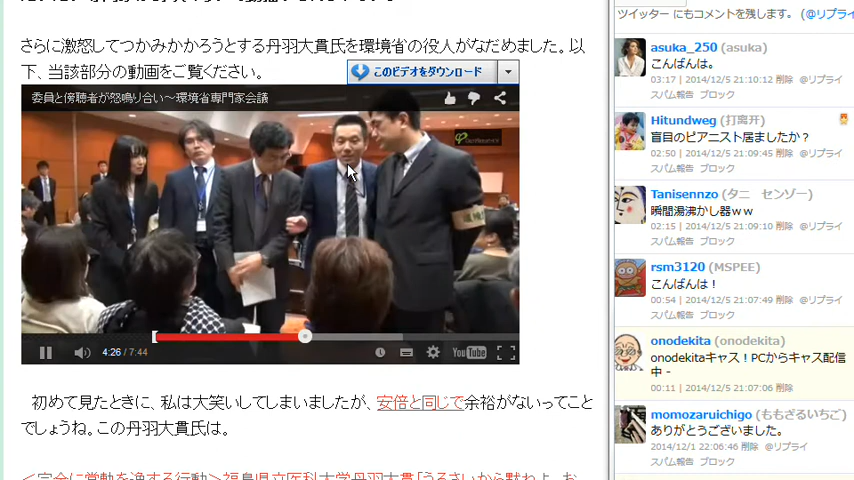 さらに激怒してつかみかかろうとする丹羽大貫氏を環境省の役人がなだめました。以
下、当該部分の動画をご覧ください。
このビデオをダウンロード
委員と傍聴者が怒鳴り合い～環境省専門家会議
4:26 / 7:44
YouTube
初めて見たときに、私は大笑いしてしまいましたが、安倍と同じで余裕がないってこと
でしょうね。この丹羽大貫氏は。
ツイッター にもコメントを残します。 (@リプライ
asuka_250 (asuka)
こんばんは。
03:17 | 2014/12/5 21:10:12 削除 @リプライ
スパム報告 ブロック
Hitundweg (打离开)
盲目のピアニスト居ましたか？
02:50 | 2014/12/5 21:09:45 削除 @リプライ
スパム報告 ブロック
Tanisennzo (タニ　センゾー)
瞬間湯沸かし器ｗｗ
02:15 | 2014/12/5 21:09:10 削除 @リプライ
スパム報告 ブロック
rsm3120 (MSPEE)
こんばんは！
00:54 | 2014/12/5 21:07:49 削除 @リプライ
スパム報告 ブロック
onodekita (onodekita)
onodekitaキャス！PCからキャス配信
中 -
00:11 | 2014/12/5 21:07:06 削除
momozaruichigo (ももざるいちご)
ありがとうございました。
2014/12/1 22:06:46 削除 @リプライ
スパム報告 ブロック